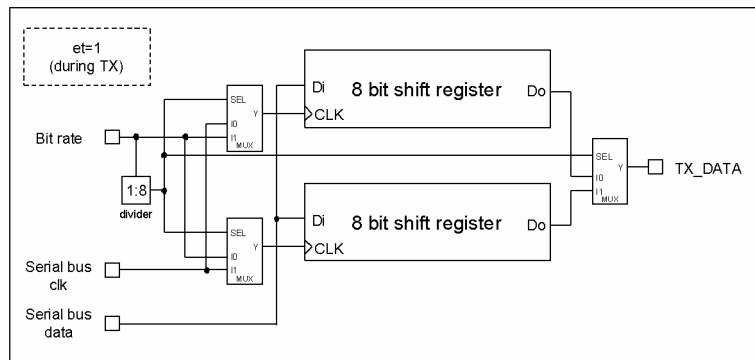 et=1
(during TX)
Di
8 bit shift register
Do
CLK
SEL
Y
I0
I1
MUX
Bit rate
SEL
Y
I0
I1
MUX
TX_DATA
1:8
divider
Di
8 bit shift register
Do
CLK
SEL
Y
I0
I1
MUX
Serial bus
clk
Serial bus
data